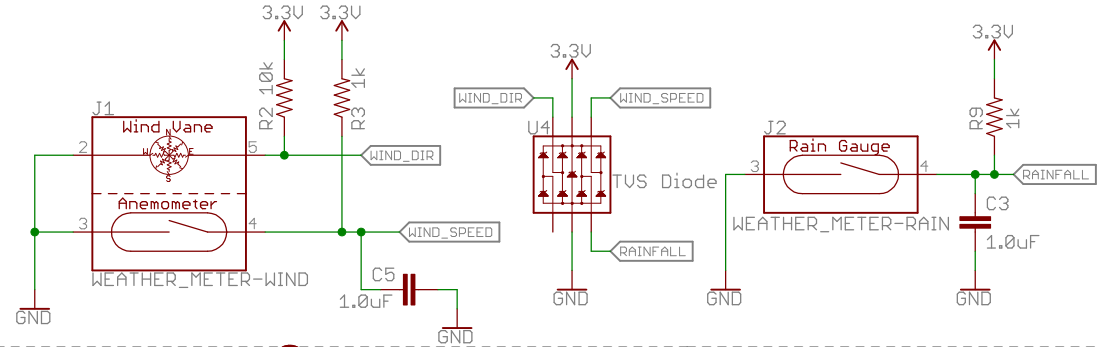 3.3V 3.3V
R2 10k
R3 1k
J1
Wind Vane
N
W E
S
2 5
WIND_DIR
Anemometer
3 4
WIND_SPEED
WEATHER_METER-WIND
C5
1.0uF
GND
GND
3.3V
WIND_DIR WIND_SPEED
U4
TVS Diode
RAINFALL
GND
3.3V
R9 1k
J2
Rain Gauge
3 4
RAINFALL
WEATHER_METER-RAIN
C3
1.0uF
GND GND